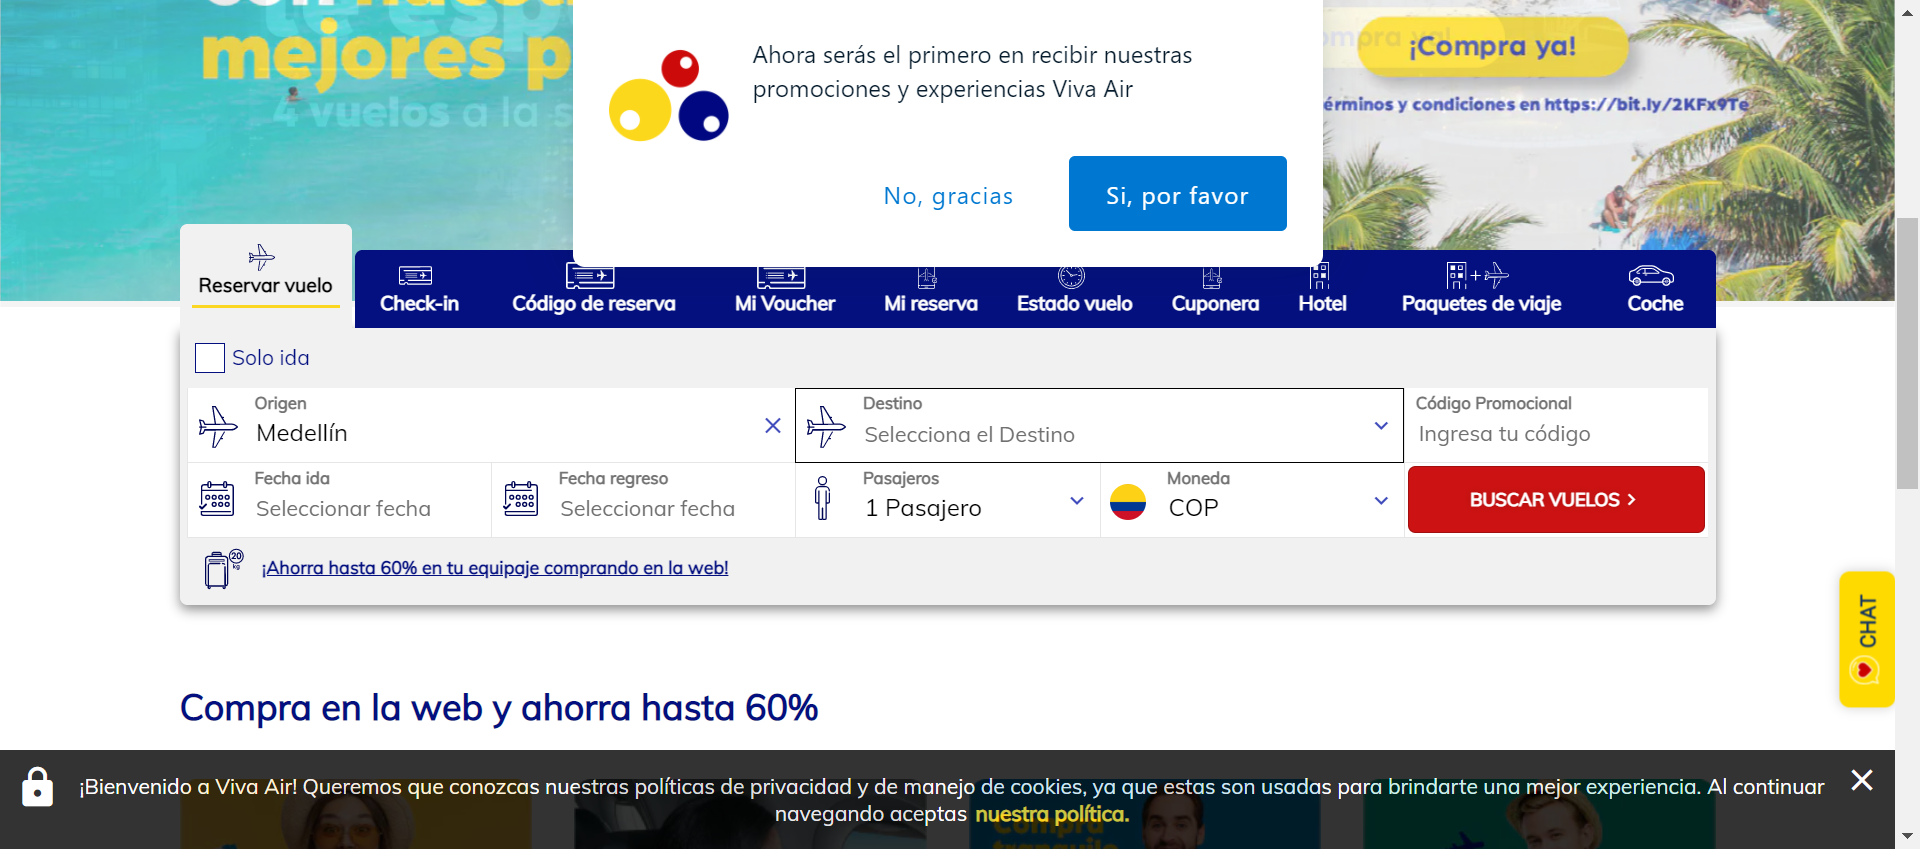 mejores p
4 vuelos a la s
Ahora serás el primero en recibir nuestras
promociones y experiencias Viva Air
No, gracias
Si, por favor
¡Compra ya!
érminos y condiciones en https://bit.ly/2KFx9Te
Reservar vuelo
Check-in
Código de reserva
Mi Voucher
Mi reserva
Estado vuelo
Cuponera
Hotel
Paquetes de viaje
Coche
Solo ida
Origen
Medellín
Destino
Selecciona el Destino
Código Promocional
Ingresa tu código
Fecha ida
Seleccionar fecha
Fecha regreso
Seleccionar fecha
Pasajeros
1 Pasajero
Moneda
COP
BUSCAR VUELOS
20
kg
¡Ahorra hasta 60% en tu equipaje comprando en la web!
CHAT
Compra en la web y ahorra hasta 60%
¡Bienvenido a Viva Air! Queremos que conozcas nuestras políticas de privacidad y de manejo de cookies, ya que estas son usadas para brindarte una mejor experiencia. Al continuar
navegando aceptas nuestra política.
Compra
tranquilo